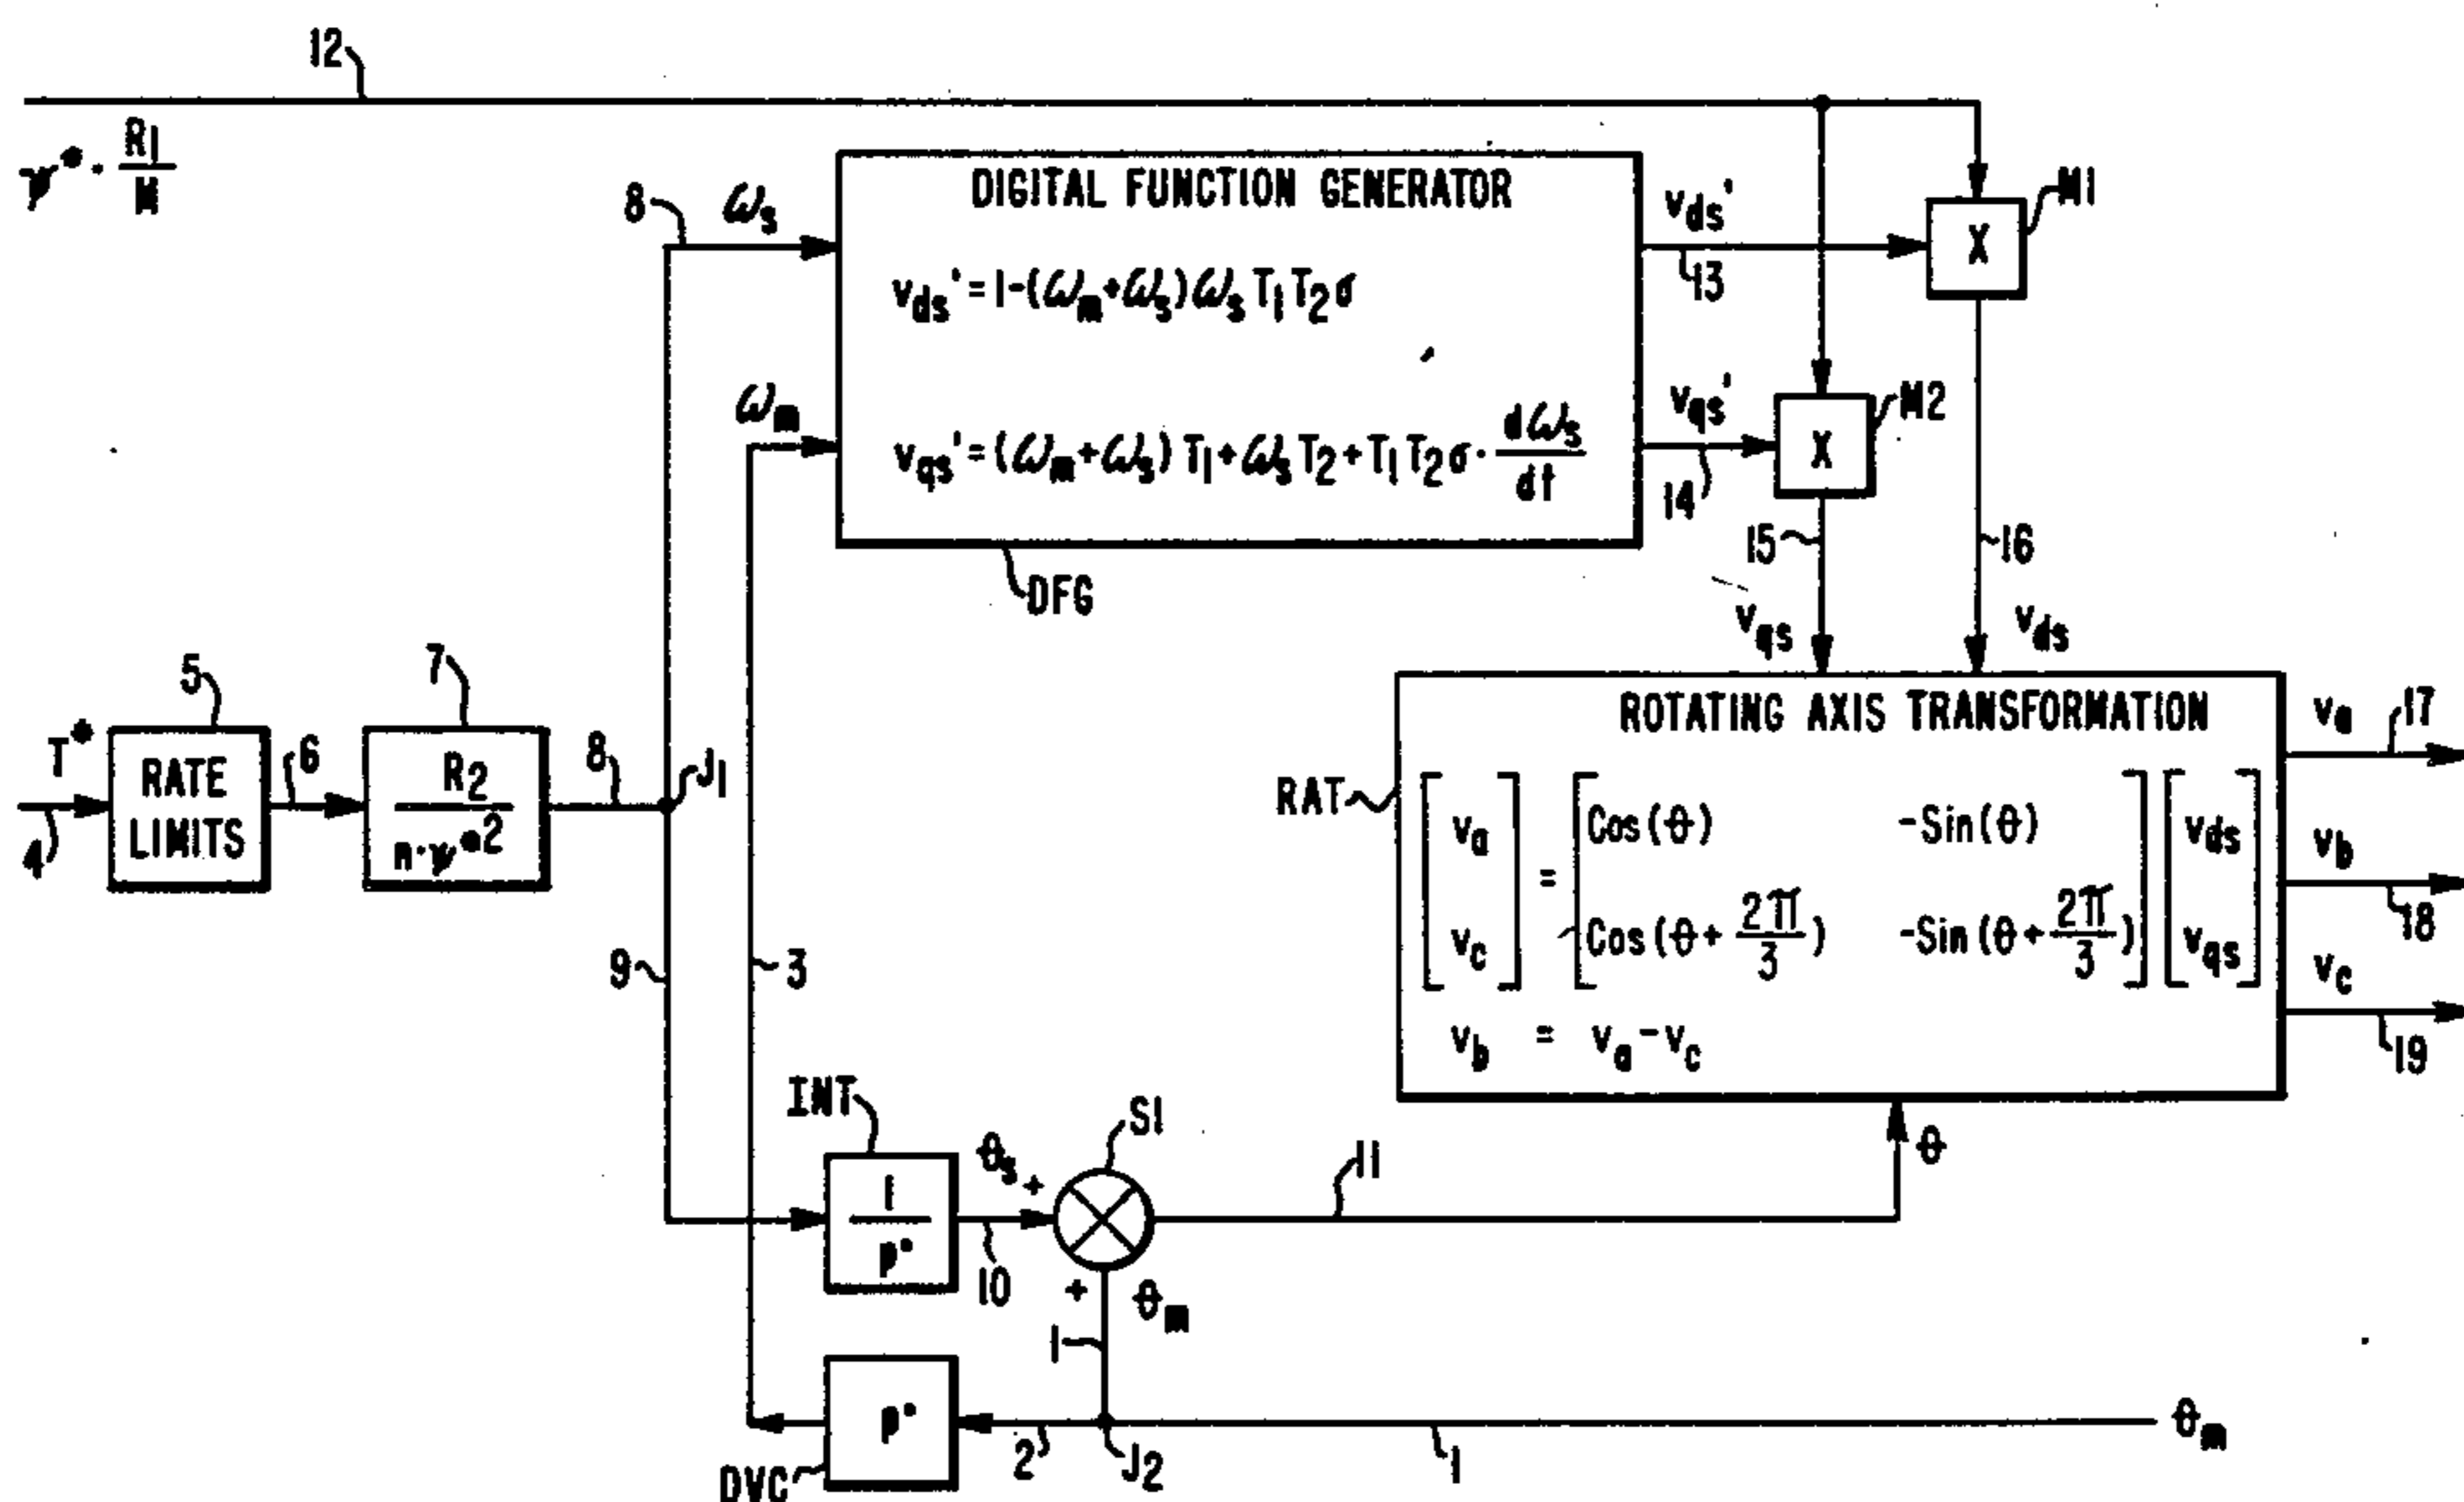 12
ψ* · R1/M
DIGITAL FUNCTION GENERATOR
8 ωs
vds' = 1-(ωm+ωs)ωs T1 T2 σ
vds'
13
M1
X
ωm
vqs' = (ωm+ωs) T1 + ωs T2 + T1 T2 σ · dωs/dt
vqs'
14
M2
X
DFG
15
16
vqs
vds
T*
4
5
RATE
LIMITS
6
7
R2/n·ψ*2
8
J1
9
3
RAT
ROTATING AXIS TRANSFORMATION
[va] = [Cos(θ) -Sin(θ)] [vds]
[vc] [Cos(θ+2π/3) -Sin(θ+2π/3)] [vqs]
vb = va-vc
va
17
vb
18
vc
19
INT
1/p*
θs +
10
S1
11
θ
+ θm
1
DVC
p*
2
J2
1
θm